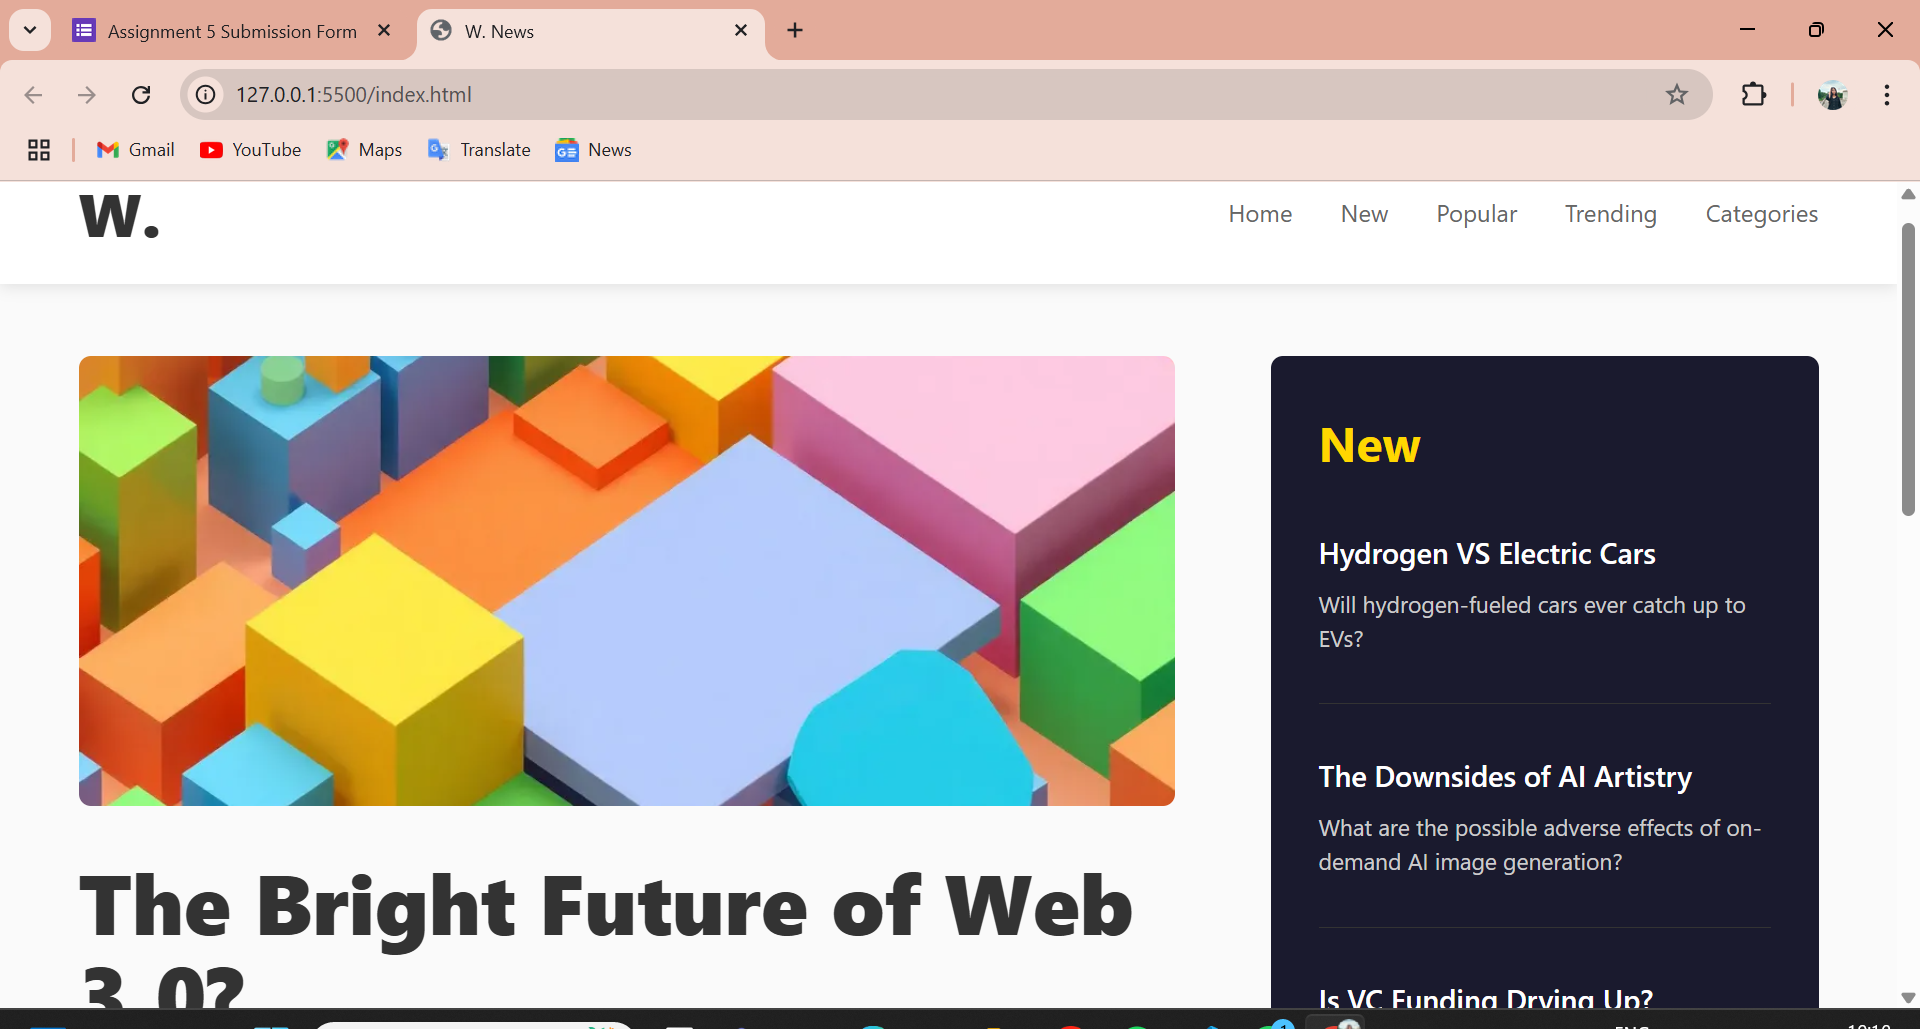 Assignment 5 Submission Form
W. News
127.0.0.1:5500/index.html
Gmail
YouTube
Maps
Translate
News
W.
Home
New
Popular
Trending
Categories
The Bright Future of Web
3.0?
New
Hydrogen VS Electric Cars
Will hydrogen-fueled cars ever catch up to
EVs?
The Downsides of AI Artistry
What are the possible adverse effects of on-
demand AI image generation?
Is VC Funding Drying Up?